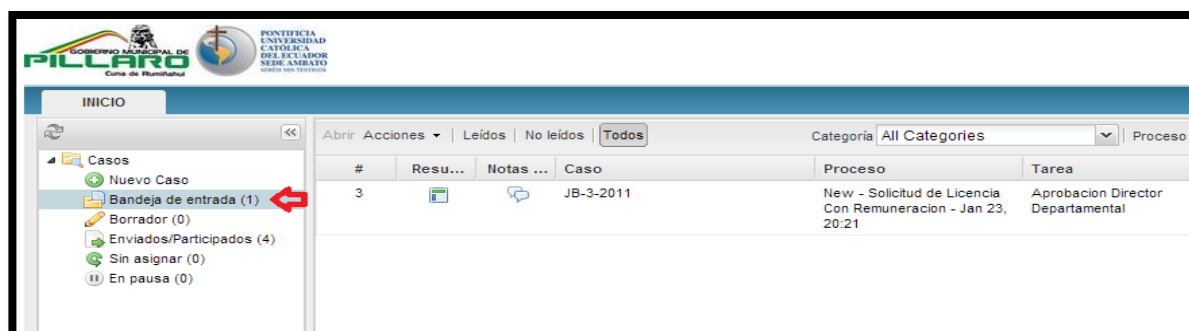 GOBIERNO MUNICIPAL DE
PILLARO
Cuna de Rumiñahui
PONTIFICIA
UNIVERSIDAD
CATÓLICA
DEL ECUADOR
SEDE AMBATO
SERÉIS MIS TESTIGOS
INICIO
Abrir Acciones | Leídos | No leídos | Todos Categoría All Categories | Proceso
Casos
Nuevo Caso
Bandeja de entrada (1)
Borrador (0)
Enviados/Participados (4)
Sin asignar (0)
En pausa (0)
# Resu... Notas ... Caso Proceso Tarea
3 JB-3-2011 New - Solicitud de Licencia Aprobacion Director
Con Remuneracion - Jan 23, Departamental
20:21